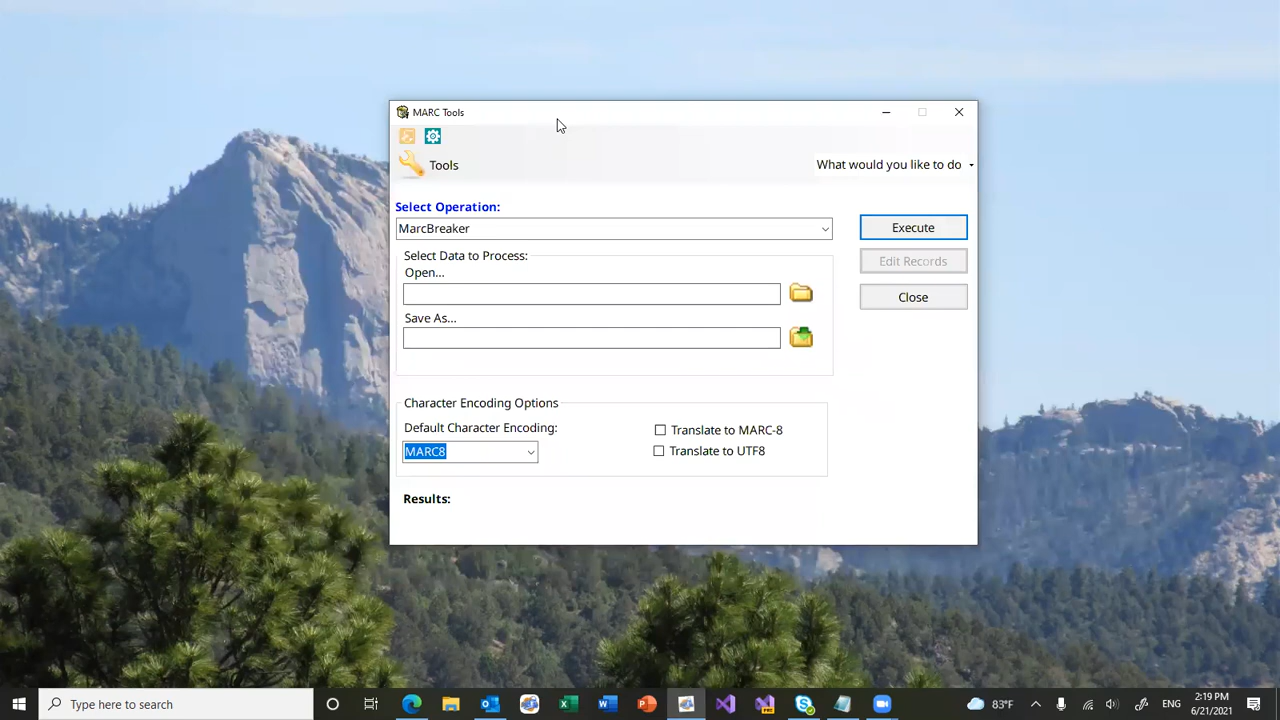 MARC Tools
Tools
What would you like to do
Select Operation:
MarcBreaker
Execute
Select Data to Process:
Open...
Edit Records
Close
Save As...
Character Encoding Options
Default Character Encoding:
Translate to MARC-8
MARC8
Translate to UTF8
Results:
Type here to search
83°F
ENG
2:19 PM
6/21/2021